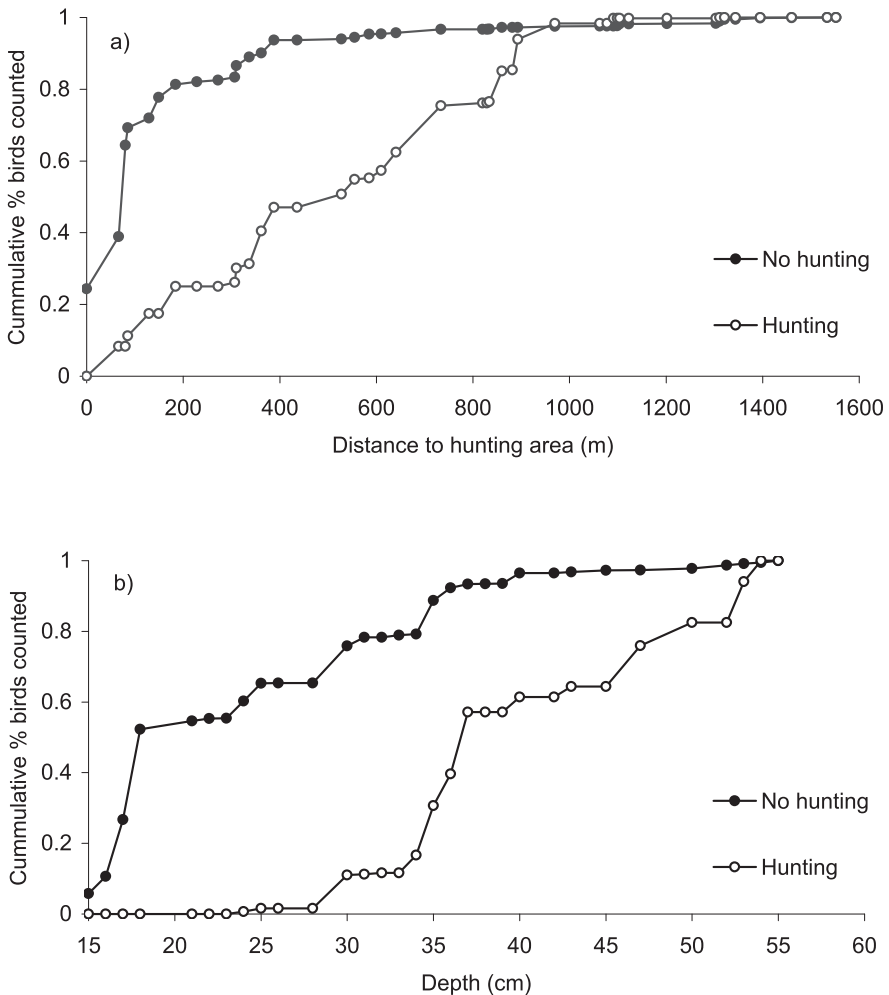 a)
Cummulative % birds counted
1
0.8
0.6
0.4
0.2
0
0 200 400 600 800 1000 1200 1400 1600
Distance to hunting area (m)
No hunting
Hunting
b)
Cummulative % birds counted
1
0.8
0.6
0.4
0.2
0
15 20 25 30 35 40 45 50 55 60
Depth (cm)
No hunting
Hunting